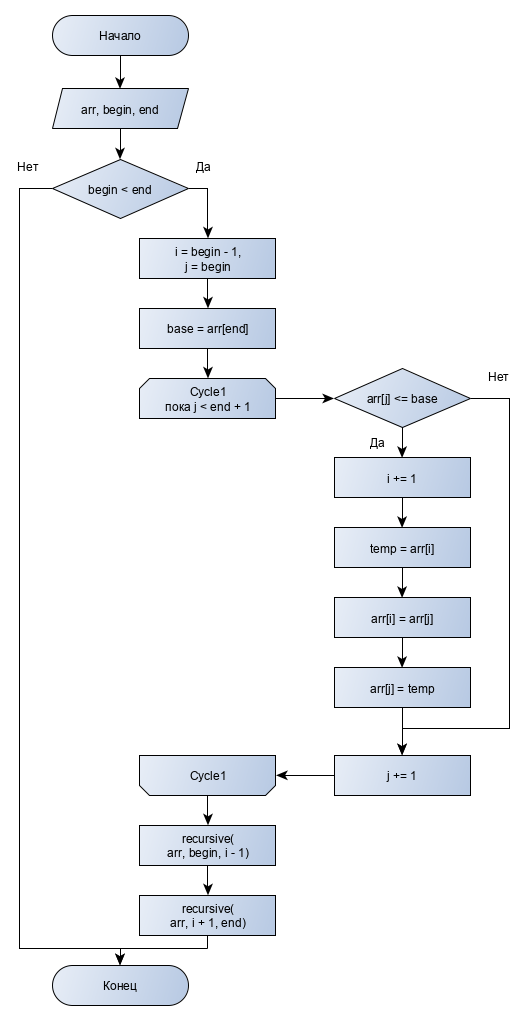 Начало
arr, begin, end
Нет
Да
begin < end
i = begin - 1,
j = begin
base = arr[end]
Cycle1
пока j < end + 1
arr[j] <= base
Нет
Да
i += 1
temp = arr[i]
arr[i] = arr[j]
arr[j] = temp
j += 1
Cycle1
recursive(
arr, begin, i - 1)
recursive(
arr, i + 1, end)
Конец